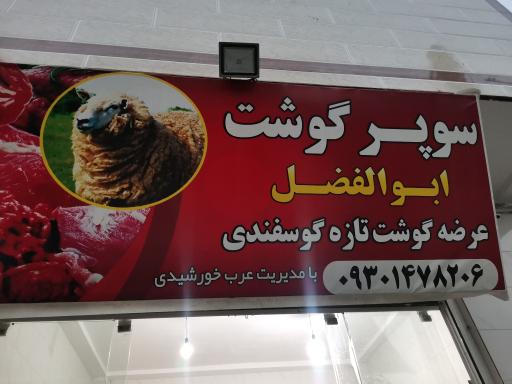 سوپر گوشت
ابوالفضل
عرضه گوشت تازه گوسفندی
با مدیریت عرب خورشیدی ۰۹۳۰۱۴۷۸۲۰۶